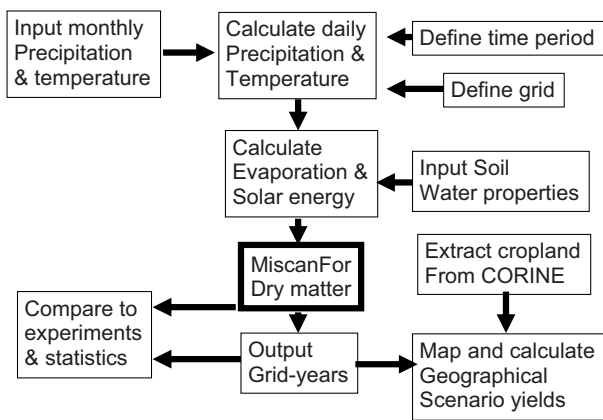 Input monthly
Precipitation
& temperature
Calculate daily
Precipitation &
Temperature
Define time period
Define grid
Calculate
Evaporation &
Solar energy
Input Soil
Water properties
MiscanFor
Dry matter
Extract cropland
From CORINE
Compare to
experiments
& statistics
Output
Grid-years
Map and calculate
Geographical
Scenario yields